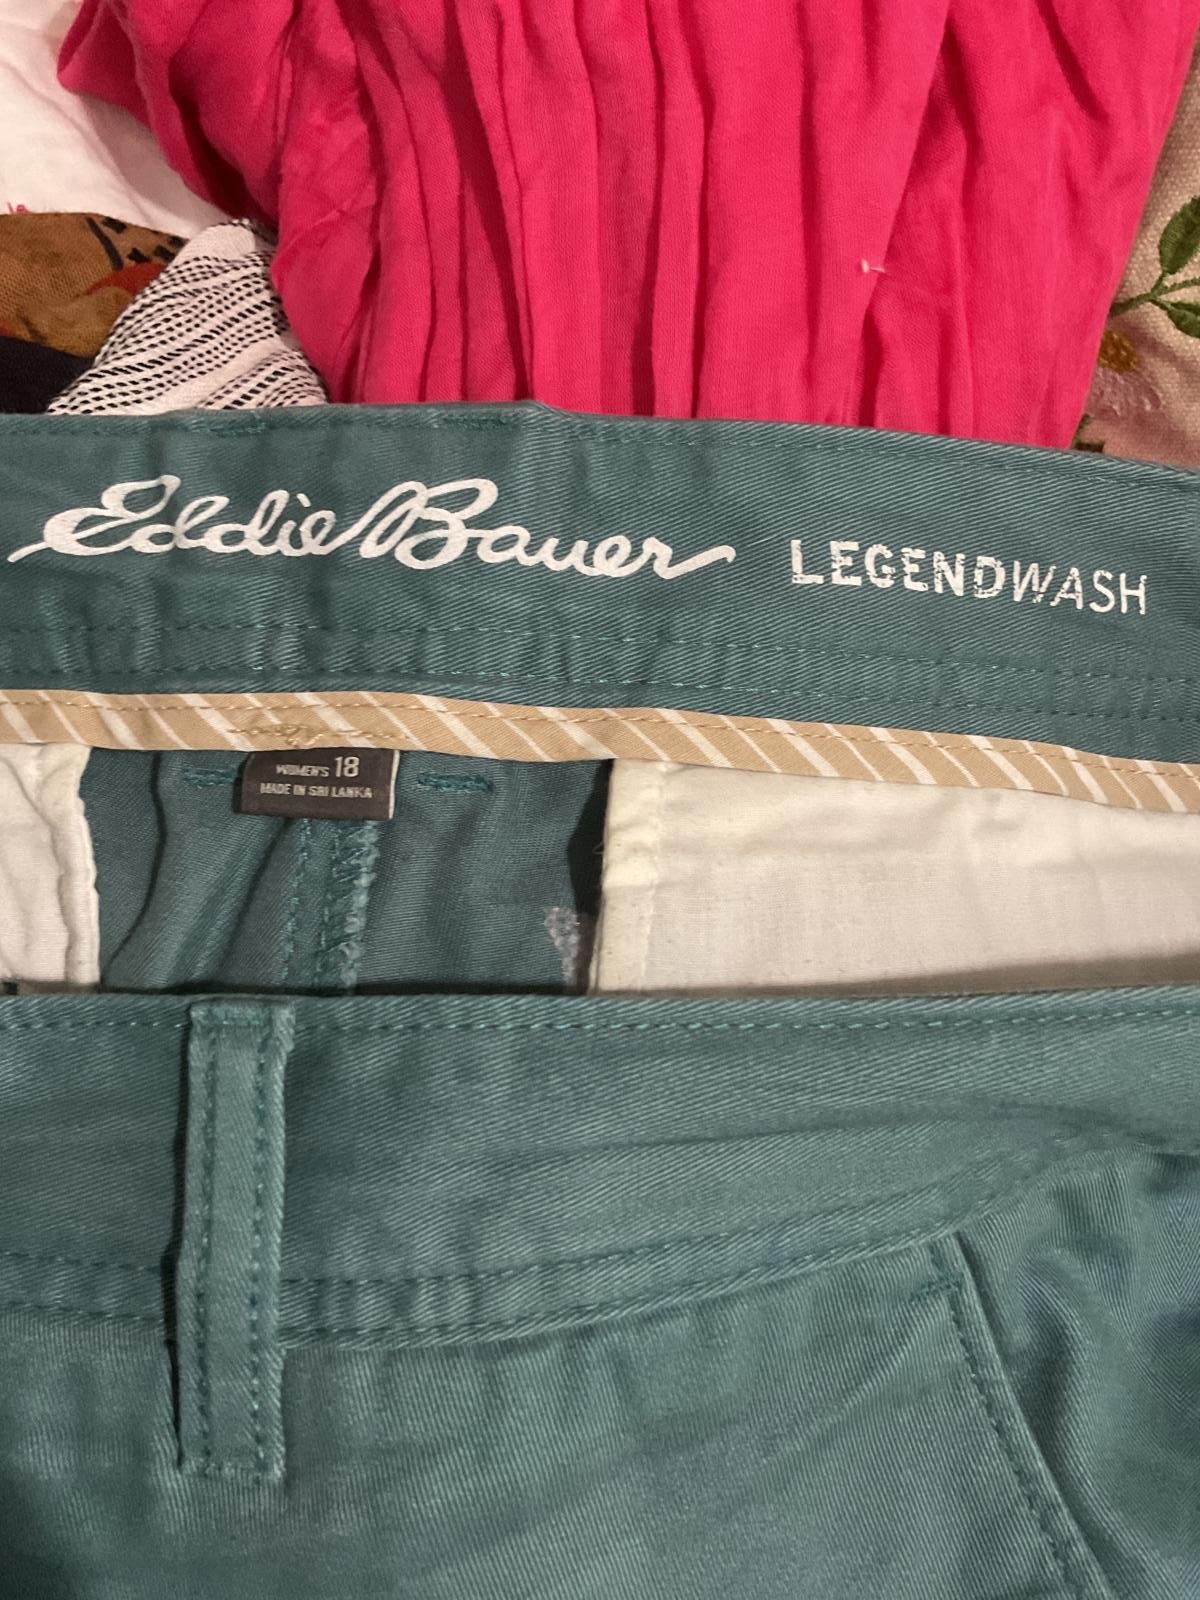 Eddie Bauer LEGENDWASH
WOMEN'S 18
MADE IN SRI LANKA